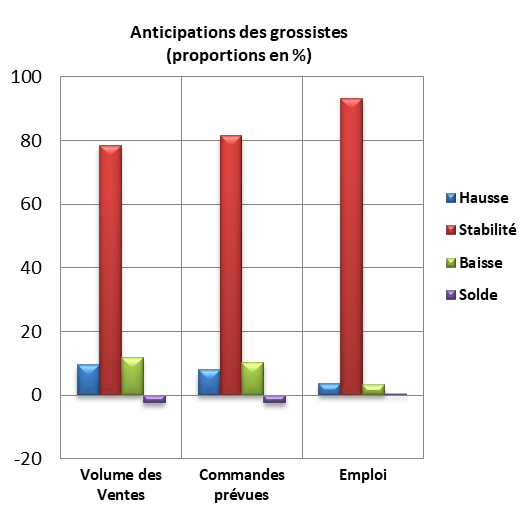 Anticipations des grossistes
(proportions en %)
100
80
60
40
20
0
-20
Hausse
Stabilité
Baisse
Solde
Volume des
Ventes
Commandes
prévues
Emploi